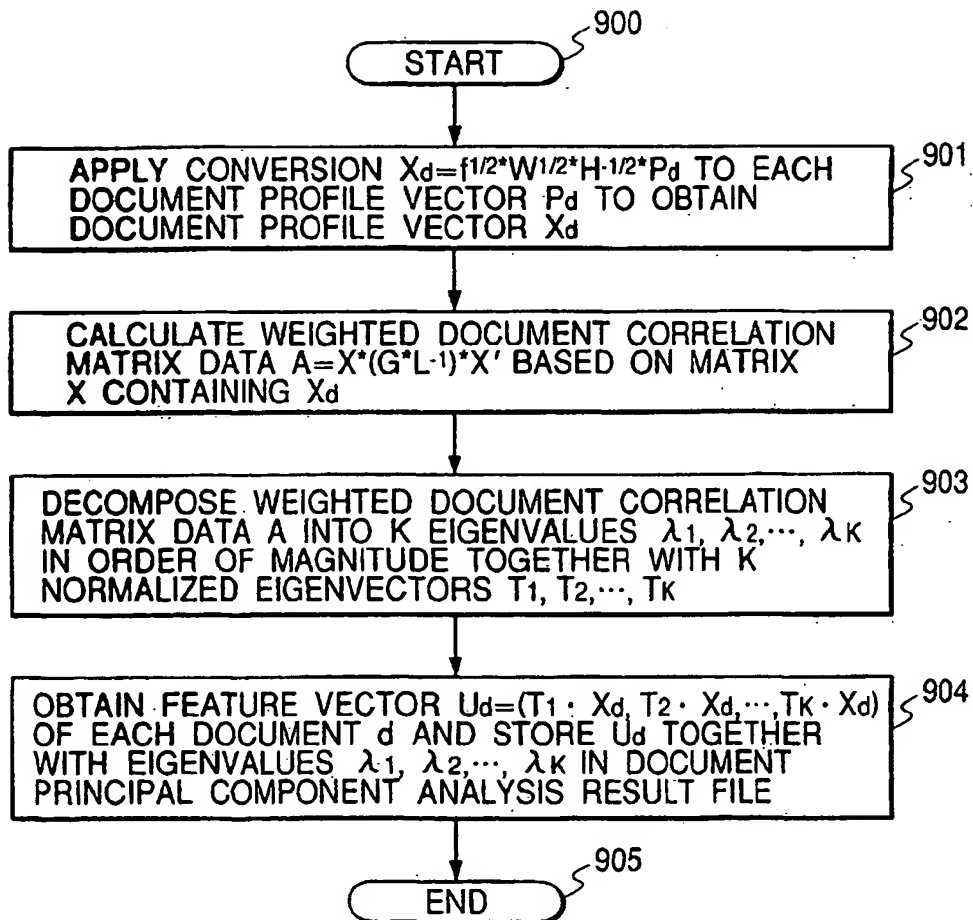 900
START
901
APPLY CONVERSION Xd=f1/2*W1/2*H-1/2*Pd TO EACH
DOCUMENT PROFILE VECTOR Pd TO OBTAIN
DOCUMENT PROFILE VECTOR Xd
902
CALCULATE WEIGHTED DOCUMENT CORRELATION
MATRIX DATA A=X*(G*L-1)*X' BASED ON MATRIX
X CONTAINING Xd
903
DECOMPOSE WEIGHTED DOCUMENT CORRELATION
MATRIX DATA A INTO K EIGENVALUES λ1, λ2,···, λK
IN ORDER OF MAGNITUDE TOGETHER WITH K
NORMALIZED EIGENVECTORS T1, T2,···, TK
904
OBTAIN FEATURE VECTOR Ud=(T1 · Xd, T2 · Xd,···,TK · Xd)
OF EACH DOCUMENT d AND STORE Ud TOGETHER
WITH EIGENVALUES λ1, λ2,···, λK IN DOCUMENT
PRINCIPAL COMPONENT ANALYSIS RESULT FILE
905
END